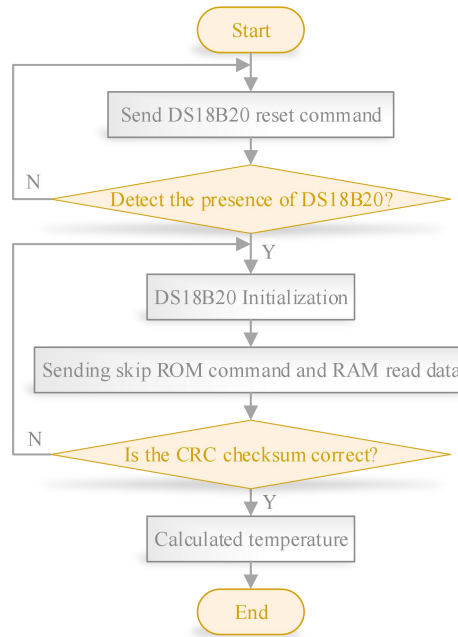 Start
Send DS18B20 reset command
N
Detect the presence of DS18B20?
Y
DS18B20 Initialization
Sending skip ROM command and RAM read data
N
Is the CRC checksum correct?
Y
Calculated temperature
End